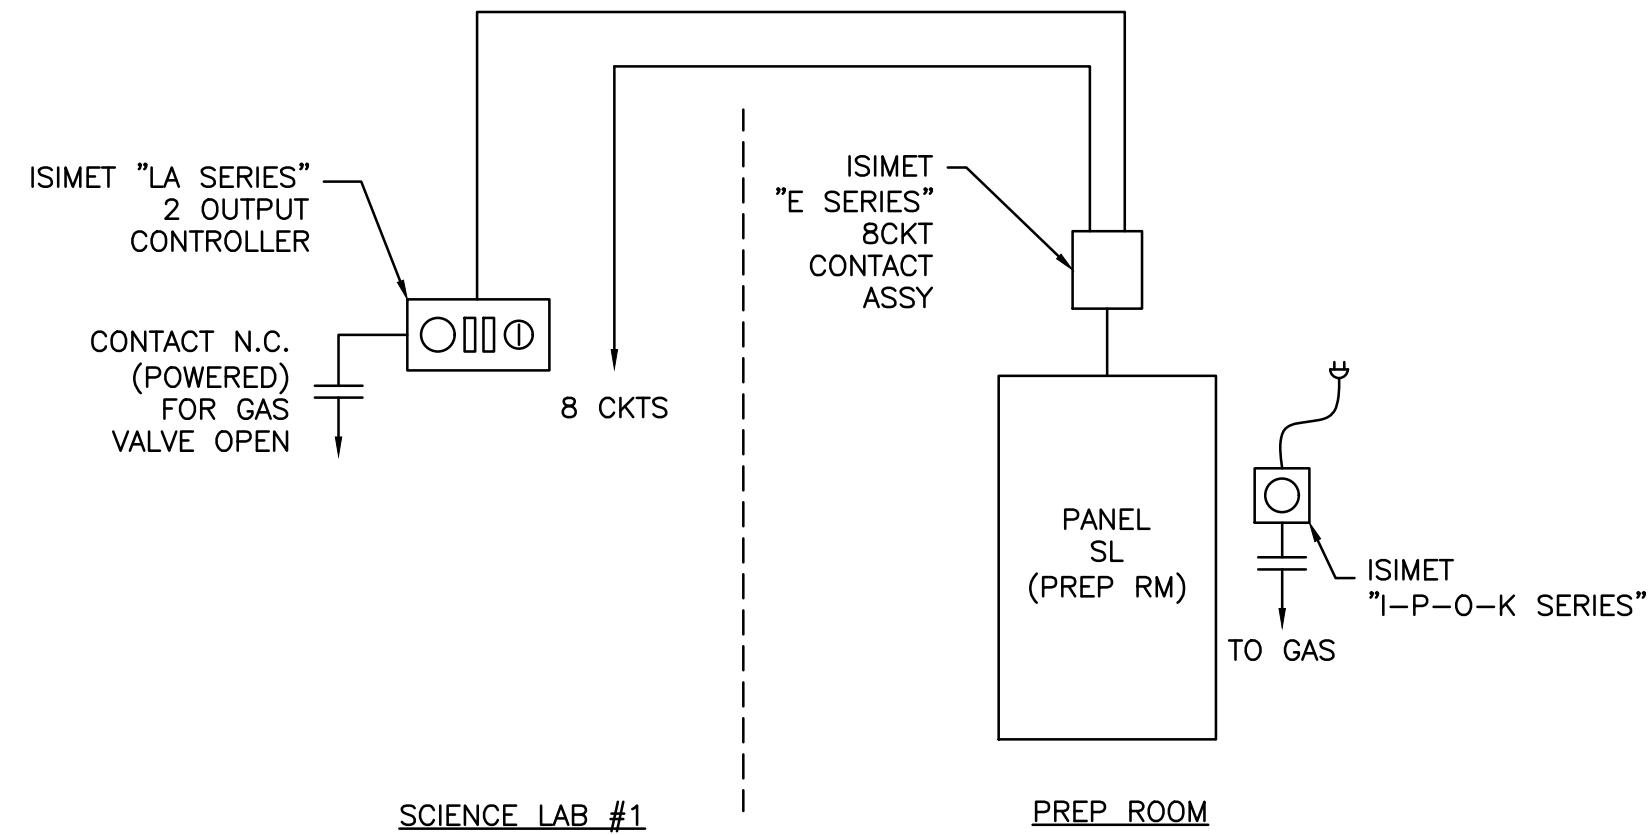 ISIMET "LA SERIES"
2 OUTPUT
CONTROLLER
CONTACT N.C.
(POWERED)
FOR GAS
VALVE OPEN
8 CKTS
ISIMET
"E SERIES"
8CKT
CONTACT
ASSY
PANEL
SL
(PREP RM)
ISIMET
"I-P-O-K SERIES"
TO GAS
SCIENCE LAB #1
PREP ROOM